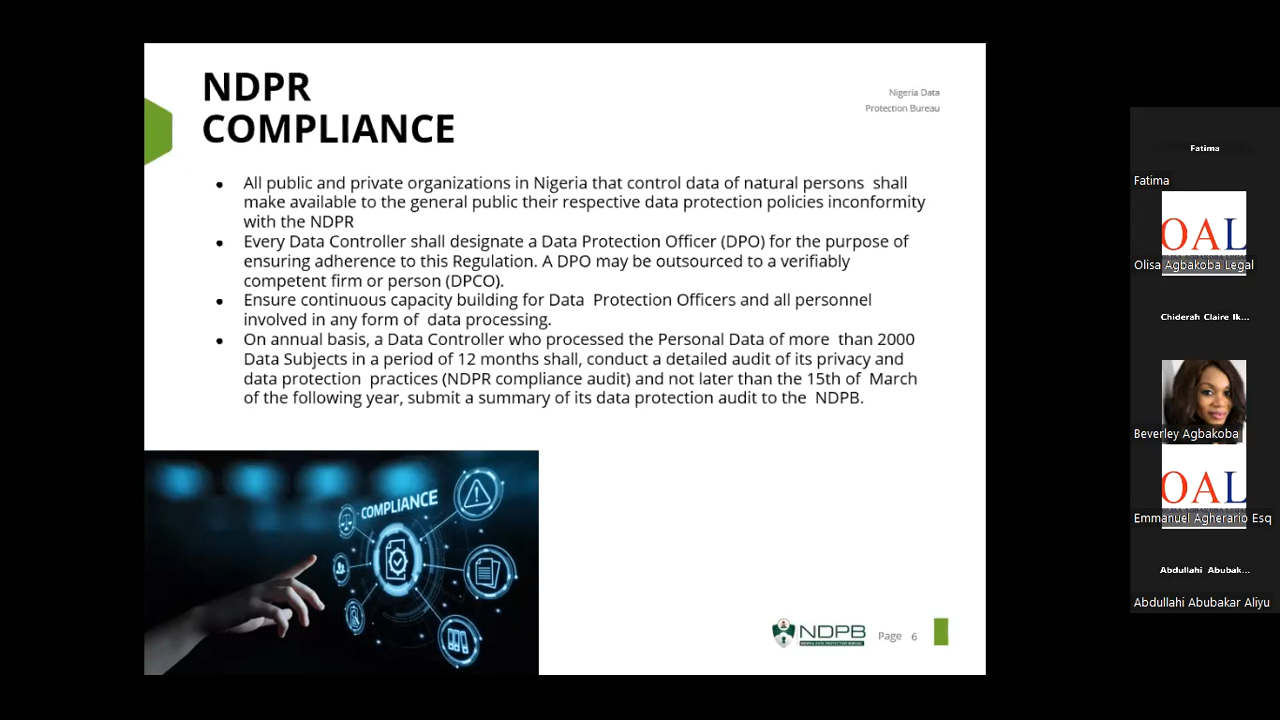 NDPR
COMPLIANCE
Nigeria Data
Protection Bureau
● All public and private organizations in Nigeria that control data of natural persons shall
make available to the general public their respective data protection policies inconformity
with the NDPR
● Every Data Controller shall designate a Data Protection Officer (DPO) for the purpose of
ensuring adherence to this Regulation. A DPO may be outsourced to a verifiably
competent firm or person (DPCO).
● Ensure continuous capacity building for Data Protection Officers and all personnel
involved in any form of data processing.
● On annual basis, a Data Controller who processed the Personal Data of more than 2000
Data Subjects in a period of 12 months shall, conduct a detailed audit of its privacy and
data protection practices (NDPR compliance audit) and not later than the 15th of March
of the following year, submit a summary of its data protection audit to the NDPB.
COMPLIANCE
NDPB
NIGERIA DATA PROTECTION BUREAU
Page 6
Fatima
Fatima
OAL
Olisa Agbakoba Legal
Chiderah Claire Ik...
Beverley Agbakoba
OAL
Emmanuel Agherario Esq
Abdullahi Abubak...
Abdullahi Abubakar Aliyu